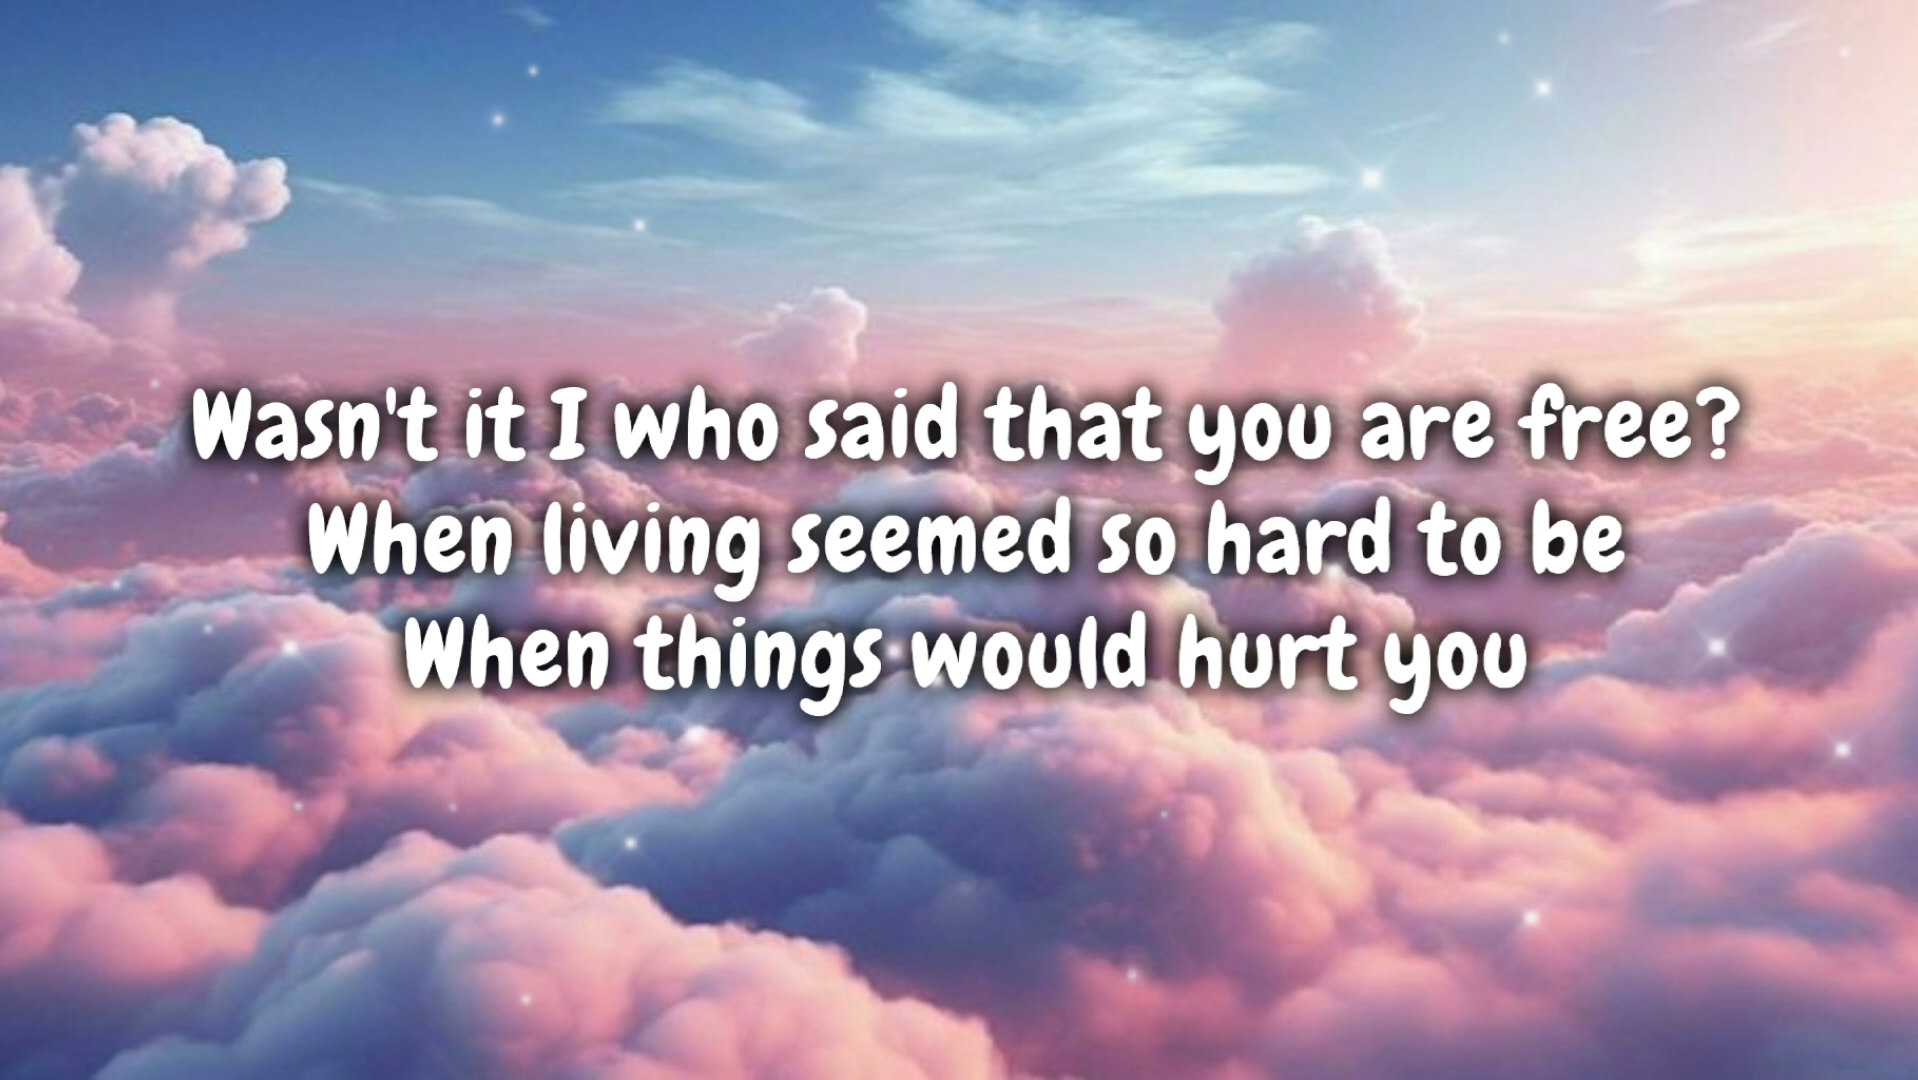 Wasn't it I who said that you are free?
When living seemed so hard to be
When things would hurt you